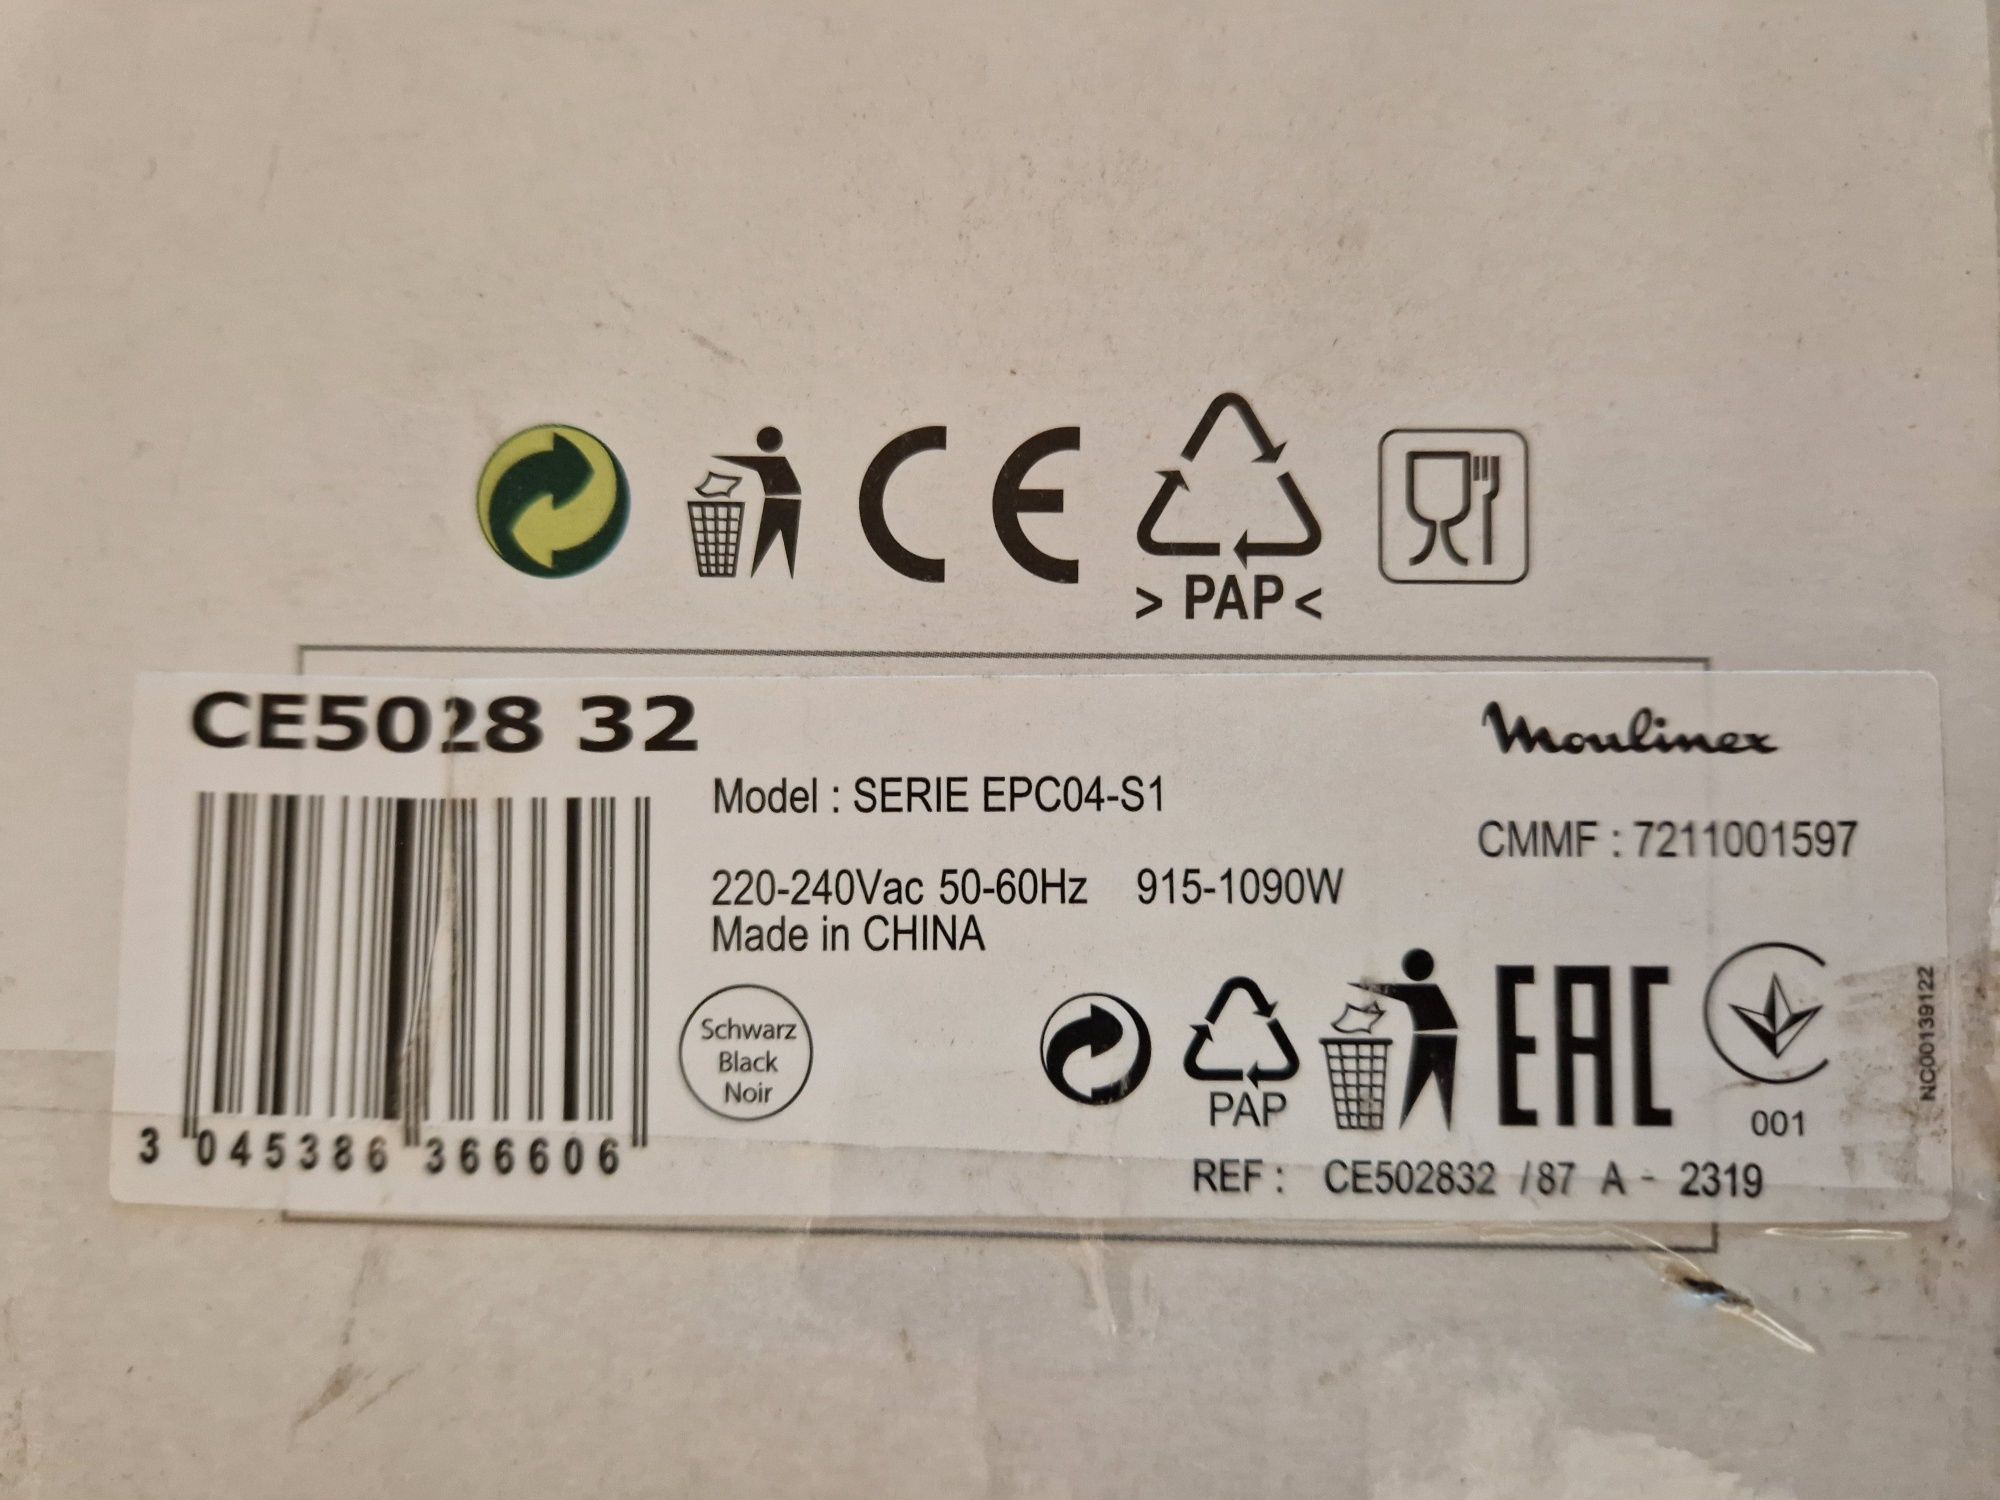 CE
> PAP <
CE5028 32
Moulinex
Model : SERIE EPC04-S1
CMMF : 7211001597
220-240Vac 50-60Hz 915-1090W
Made in CHINA
Schwarz
Black
Noir
PAP
EAC
001
NC00139122
3 045386 366606
REF : CE502832 /87 A - 2319